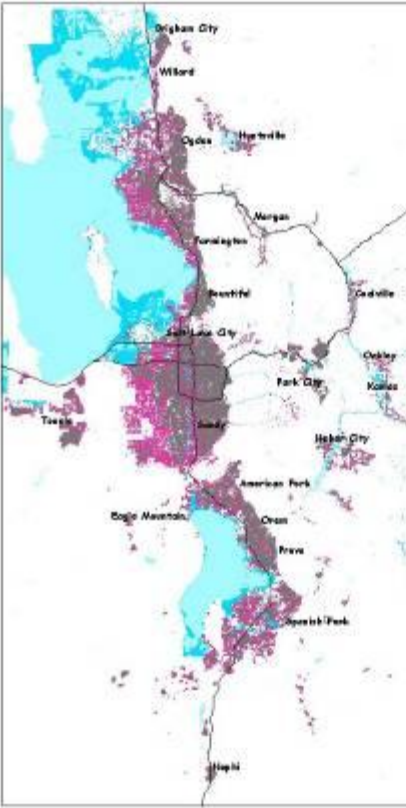 Brigham City
Willard
Ogden
Huntsville
Morgan
Farmington
Bountiful
Coalville
Salt Lake City
Oakley
Park City
Kamas
Tooele
Sandy
Heber City
American Fork
Eagle Mountain
Orem
Provo
Spanish Fork
Nephi